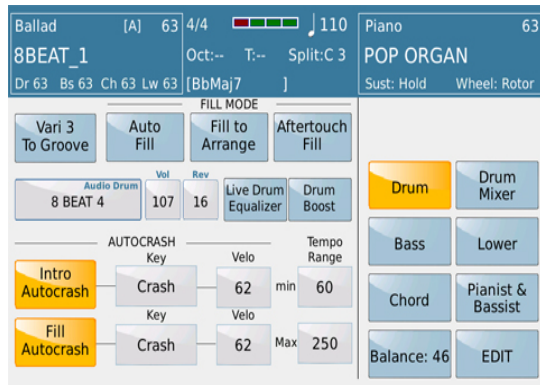 Ballad [A] 63 4/4 110 Piano 63
8BEAT_1 Oct:-- T:-- Split:C 3 POP ORGAN
Dr 63 Bs 63 Ch 63 Lw 63 [BbMaj7 ] Sust: Hold Wheel: Rotor
FILL MODE
Vari 3
To Groove
Auto
Fill
Fill to
Arrange
Aftertouch
Fill
Audio Drum
8 BEAT 4
Vol
107
Rev
16
Live Drum
Equalizer
Drum
Boost
AUTOCRASH
Tempo
Range
Intro
Autocrash
Key
Crash
Velo
62
min 60
Fill
Autocrash
Key
Crash
Velo
62
Max 250
Drum
Drum
Mixer
Bass
Lower
Chord
Pianist &
Bassist
Balance: 46
EDIT